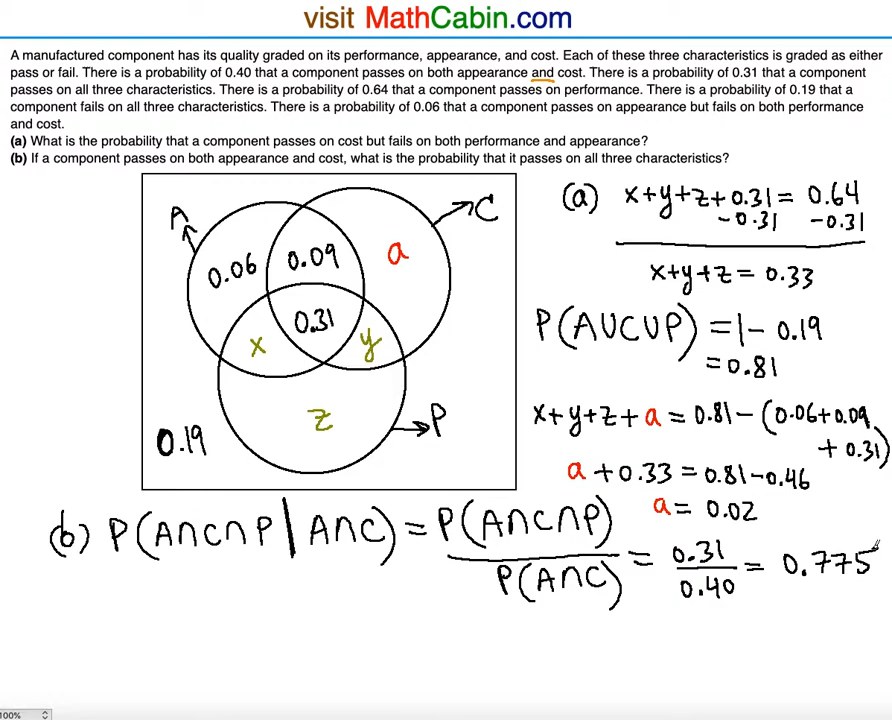 visit MathCabin.com
A manufactured component has its quality graded on its performance, appearance, and cost. Each of these three characteristics is graded as either
pass or fail. There is a probability of 0.40 that a component passes on both appearance and cost. There is a probability of 0.31 that a component
passes on all three characteristics. There is a probability of 0.64 that a component passes on performance. There is a probability of 0.19 that a
component fails on all three characteristics. There is a probability of 0.06 that a component passes on appearance but fails on both performance
and cost.
(a) What is the probability that a component passes on cost but fails on both performance and appearance?
(b) If a component passes on both appearance and cost, what is the probability that it passes on all three characteristics?
A
C
0.06
0.09
a
0.31
x
y
z
P
0.19
(a) x+y+z+0.31 = 0.64
-0.31 -0.31
x+y+z = 0.33
P(A∪C∪P) = 1 - 0.19
= 0.81
x+y+z+a = 0.81 - (0.06+0.09
+ 0.31)
a + 0.33 = 0.81 - 0.46
a = 0.02
(b) P(A∩C∩P | A∩C) = P(A∩C∩P)
P(A∩C)
= 0.31
0.40
= 0.775
100%